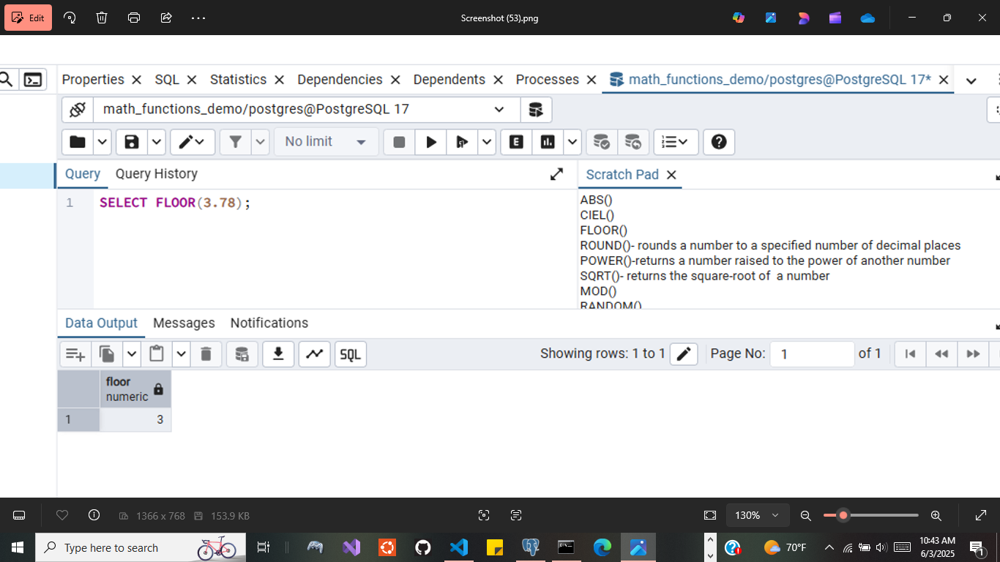 Edit
Screenshot (53).png
Properties SQL Statistics Dependencies Dependents Processes math_functions_demo/postgres@PostgreSQL 17*
math_functions_demo/postgres@PostgreSQL 17
No limit
E
Query Query History
Scratch Pad
1 SELECT FLOOR(3.78);
ABS()
CIEL()
FLOOR()
ROUND()- rounds a number to a specified number of decimal places
POWER()-returns a number raised to the power of another number
SQRT()- returns the square-root of  a number
MOD()
RANDOM()
Data Output Messages Notifications
SQL
Showing rows: 1 to 1
Page No: 1 of 1
floor
numeric
1 3
1366 x 768 153.9 KB
130%
Type here to search
70°F
10:43 AM
6/3/2025
1